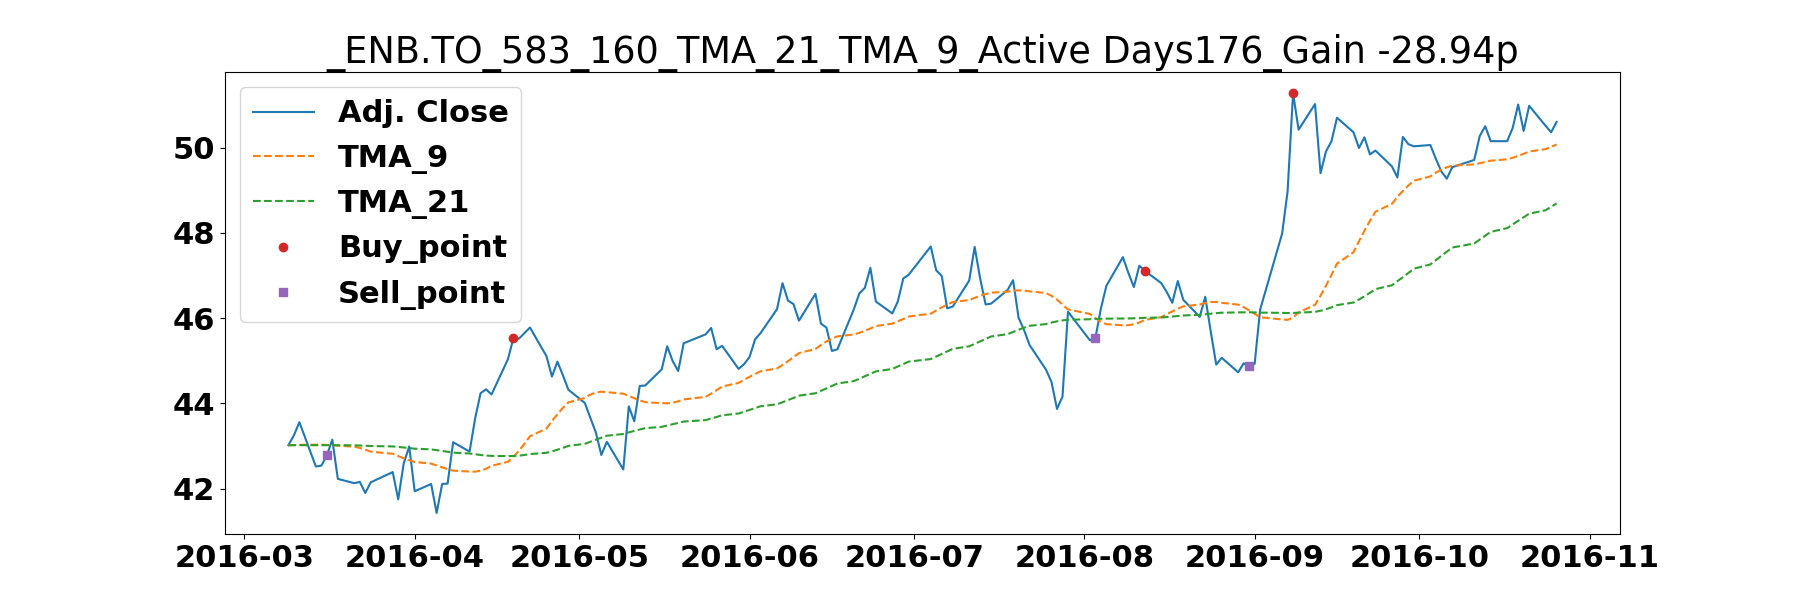 _ENB.TO_583_160_TMA_21_TMA_9_Active Days176_Gain -28.94p
Adj. Close
TMA_9
TMA_21
Buy_point
Sell_point
50
48
46
44
42
2016-03 2016-04 2016-05 2016-06 2016-07 2016-08 2016-09 2016-10 2016-11